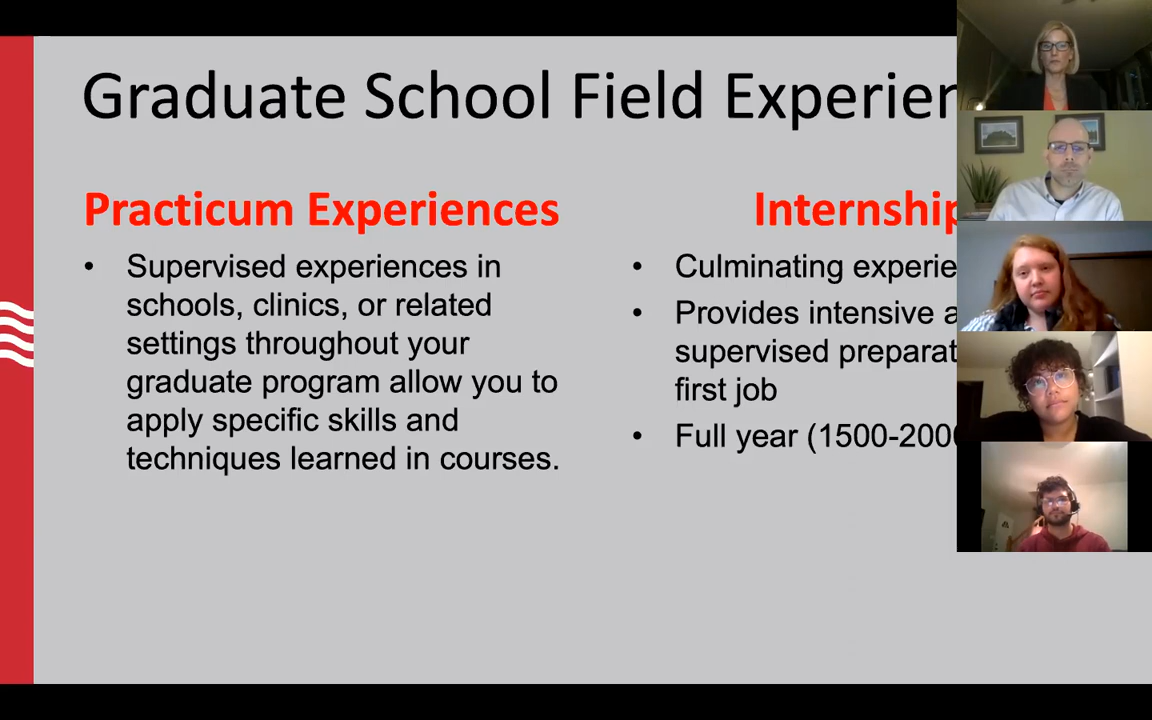 Graduate School Field Experien
Practicum Experiences
• Supervised experiences in
schools, clinics, or related
settings throughout your
graduate program allow you to
apply specific skills and
techniques learned in courses.
Internship
• Culminating experie
• Provides intensive a
supervised preparat
first job
• Full year (1500-2000